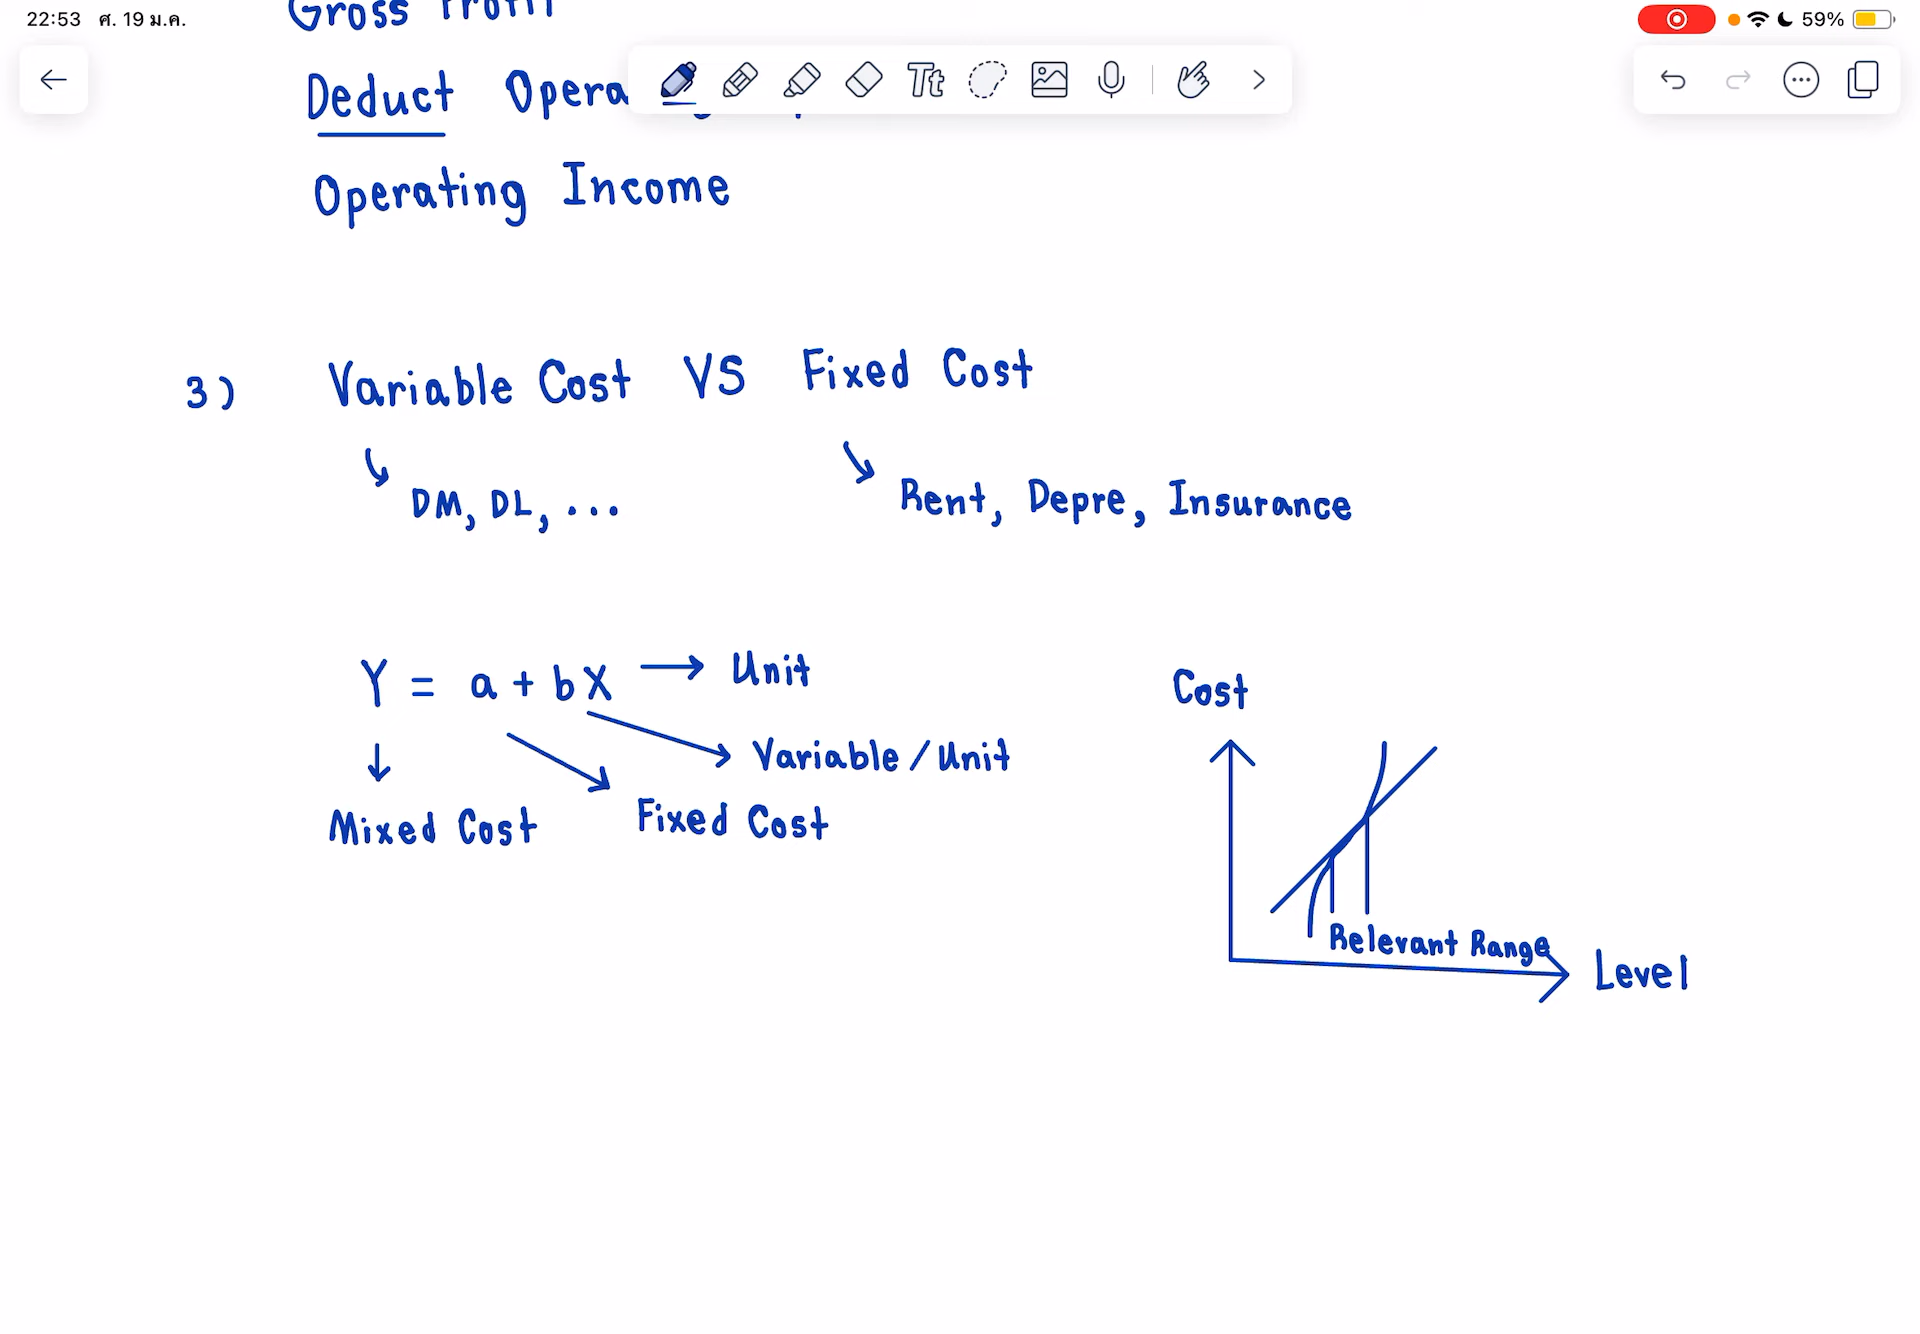 22:53 ศ. 19 ม.ค.
59%
Gross Profit
Tt
Deduct Opera
Operating Income
3) Variable Cost VS Fixed Cost
DM, DL, ...
Rent, Depre, Insurance
Y = a + bX → Unit
Variable / Unit
Mixed Cost
Fixed Cost
Cost
Relevant Range
Level